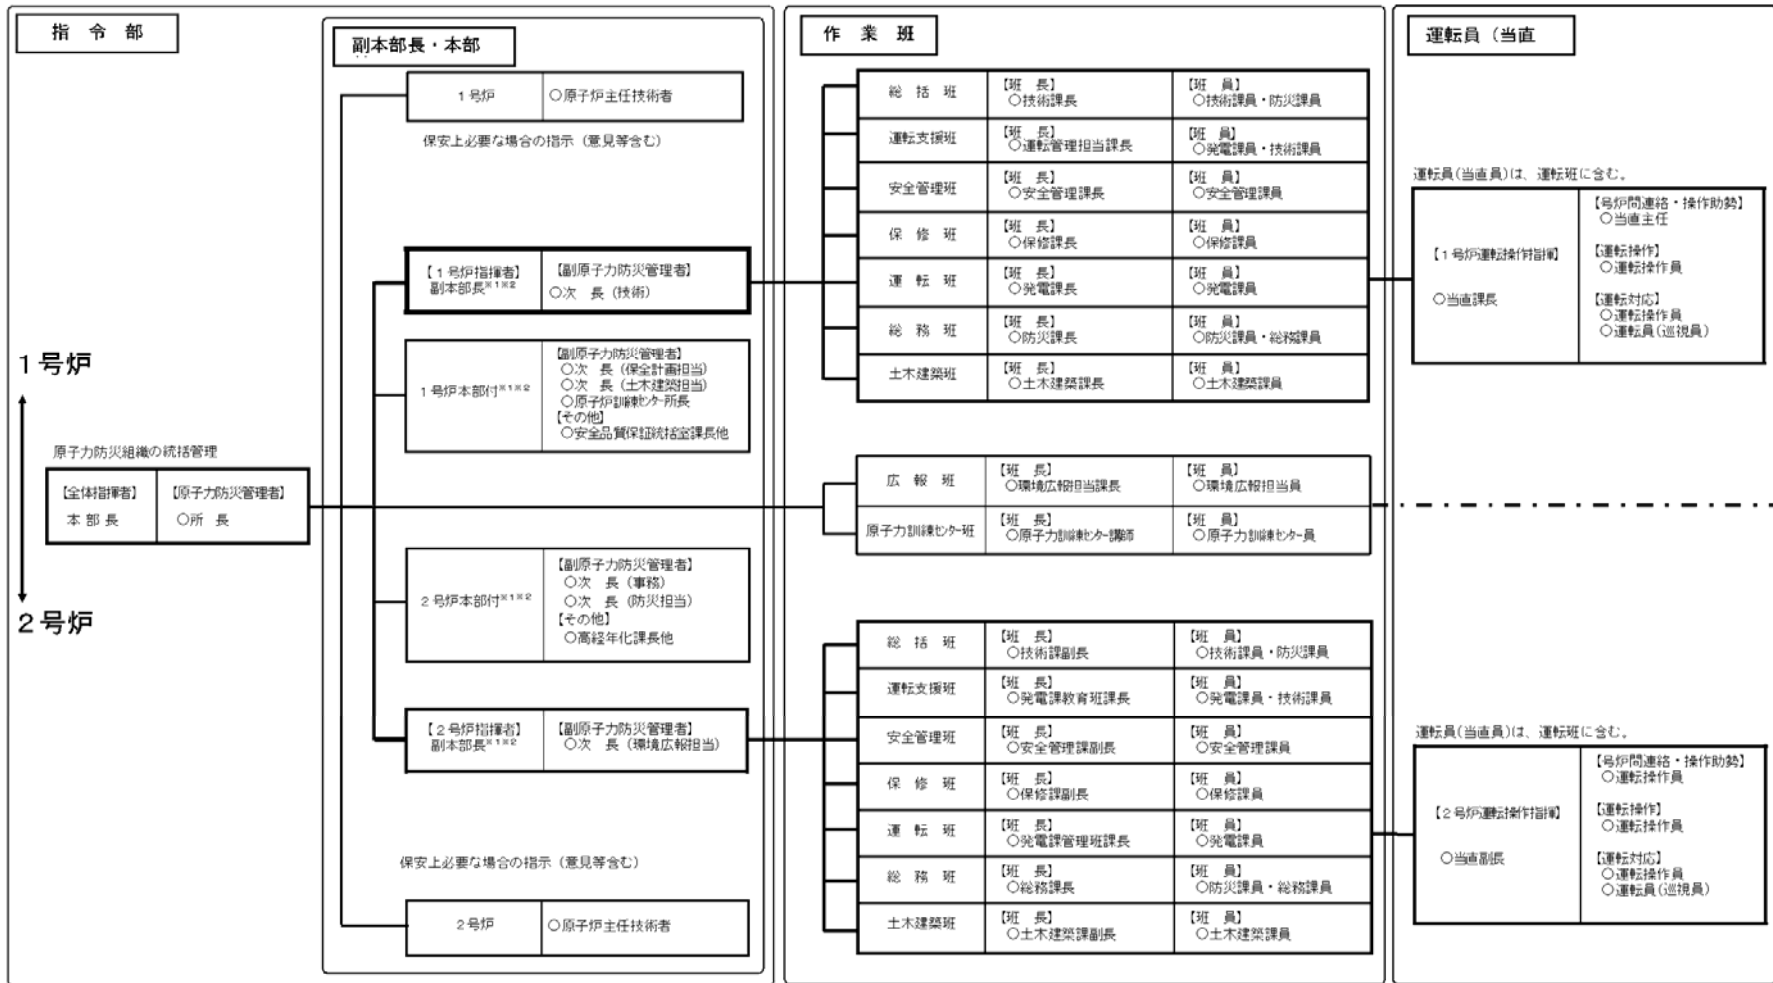 指 令 部
副本部長・本部
1号炉
○原子炉主任技術者
保安上必要な場合の指示（意見等含む）
【1号炉指揮者】
副本部長※1※2
【副原子力防災管理者】
○次　長（技術）
1号炉本部付※1※2
【副原子力防災管理者】
○次　長（保全計画担当）
○次　長（土木建築担当）
○原子炉訓練センター所長
【その他】
○安全品質保証統括室課長他
1号炉
2号炉
原子力防災組織の統括管理
【全体指揮者】
本 部 長
【原子力防災管理者】
○所　長
2号炉本部付※1※2
【副原子力防災管理者】
○次　長（事務）
○次　長（防災担当）
【その他】
○高経年化課長他
【2号炉指揮者】
副本部長※1※2
【副原子力防災管理者】
○次　長（環境広報担当）
保安上必要な場合の指示（意見等含む）
2号炉
○原子炉主任技術者
作　業　班
総　括　班
【班　長】
○技術課長
【班　員】
○技術課員・防災課員
運転支援班
【班　長】
○運転管理担当課長
【班　員】
○発電課員・技術課員
安全管理班
【班　長】
○安全管理課長
【班　員】
○安全管理課員
保　修　班
【班　長】
○保修課長
【班　員】
○保修課員
運　転　班
【班　長】
○発電課長
【班　員】
○発電課員
総　務　班
【班　長】
○防災課長
【班　員】
○防災課員・総務課員
土木建築班
【班　長】
○土木建築課長
【班　員】
○土木建築課員
広　報　班
【班　長】
○環境広報担当課長
【班　員】
○環境広報担当員
原子力訓練センター班
【班　長】
○原子力訓練センター講師
【班　員】
○原子力訓練センター員
総　括　班
【班　長】
○技術課副長
【班　員】
○技術課員・防災課員
運転支援班
【班　長】
○発電課教育班課長
【班　員】
○発電課員・技術課員
安全管理班
【班　長】
○安全管理課副長
【班　員】
○安全管理課員
保　修　班
【班　長】
○保修課副長
【班　員】
○保修課員
運　転　班
【班　長】
○発電課管理班課長
【班　員】
○発電課員
総　務　班
【班　長】
○総務課長
【班　員】
○防災課員・総務課員
土木建築班
【班　長】
○土木建築課副長
【班　員】
○土木建築課員
運転員（当直
運転員(当直員)は、運転班に含む。
【1号炉運転操作指揮】
○当直課長
【号炉間連絡・操作助勢】
○当直主任
【運転操作】
○運転操作員
【運転対応】
○運転操作員
○運転員(巡視員)
運転員(当直員)は、運転班に含む。
【2号炉運転操作指揮】
○当直副長
【号炉間連絡・操作助勢】
○運転操作員
【運転操作】
○運転操作員
【運転対応】
○運転操作員
○運転員(巡視員)